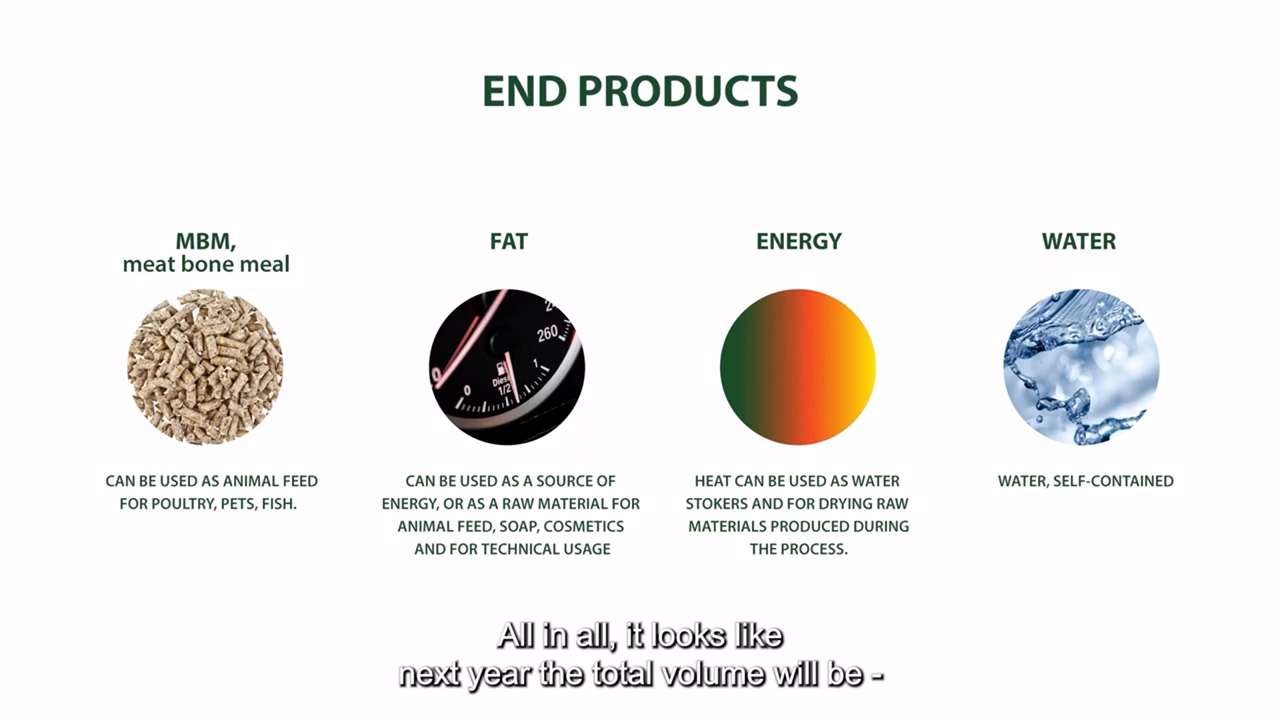 END PRODUCTS
MBM,
meat bone meal
FAT
ENERGY
WATER
260
1
0
1/2
0
CAN BE USED AS ANIMAL FEED
FOR POULTRY, PETS, FISH.
CAN BE USED AS A SOURCE OF
ENERGY, OR AS A RAW MATERIAL FOR
ANIMAL FEED, SOAP, COSMETICS
AND FOR TECHNICAL USAGE
HEAT CAN BE USED AS WATER
STOKERS AND FOR DRYING RAW
MATERIALS PRODUCED DURING
THE PROCESS.
WATER, SELF-CONTAINED
All in all, it looks like
next year the total volume will be -